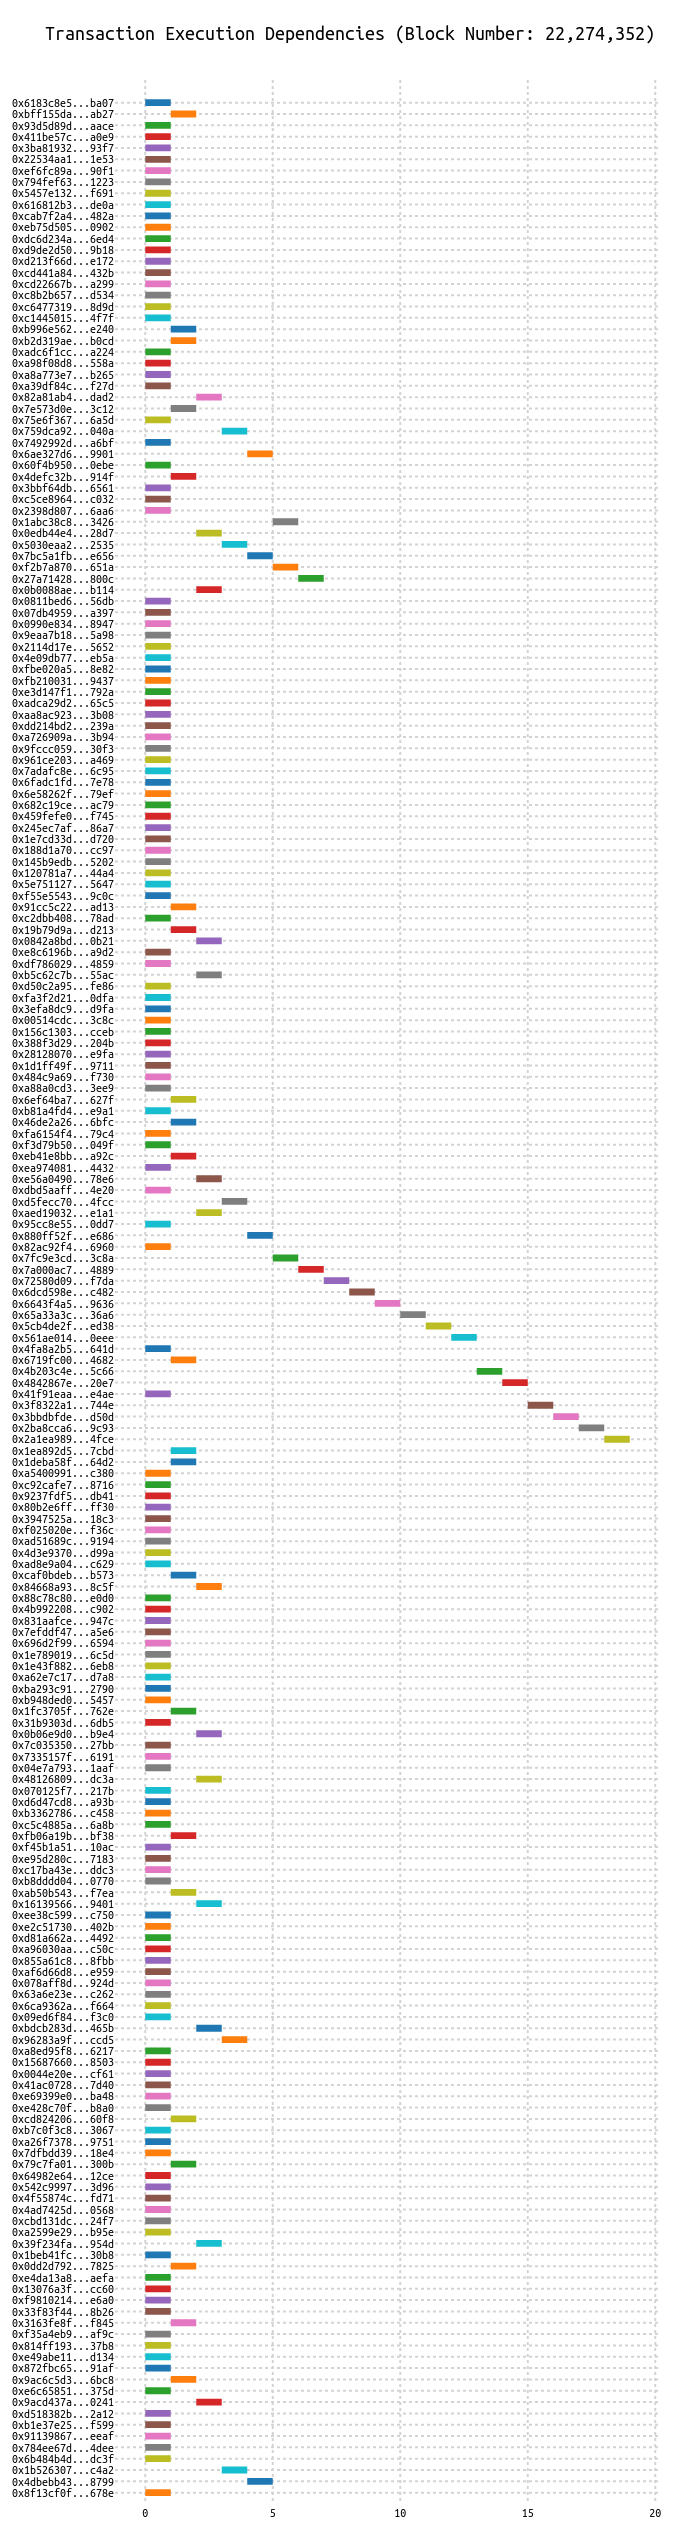 Transaction Execution Dependencies (Block Number: 22,274,352)
0x6183c8e5...ba07
0xbff155da...ab27
0x93d5d89d...aace
0x411be57c...a0e9
0x3ba81932...93f7
0x22534aa1...1e53
0xef6fc89a...90f1
0x794fef63...1223
0x5457e132...f691
0x616812b3...de0a
0xcab7f2a4...482a
0xeb75d505...0902
0xdc6d234a...6ed4
0xd9de2d50...9b18
0xd213f66d...e172
0xcd441a84...432b
0xcd22667b...a299
0xc8b2b657...d534
0xc6477319...8d9d
0xc1445015...4f7f
0xb996e562...e240
0xb2d319ae...b0cd
0xadc6f1cc...a224
0xa98f08d8...558a
0xa8a773e7...b265
0xa39df84c...f27d
0x82a81ab4...dad2
0x7e573d0e...3c12
0x75e6f367...6a5d
0x759dca92...040a
0x7492992d...a6bf
0x6ae327d6...9901
0x60f4b950...0ebe
0x4defc32b...914f
0x3bbf64db...6561
0xc5ce8964...c032
0x2398d807...6aa6
0x1abc38c8...3426
0x0edb44e4...28d7
0x5030eaa2...2535
0x7bc5a1fb...e656
0xf2b7a870...651a
0x27a71428...800c
0x0b0088ae...b114
0x0811bed6...56db
0x07db4959...a397
0x0990e834...8947
0x9eaa7b18...5a98
0x2114d17e...5652
0x4e09db77...eb5a
0xfbe020a5...8e82
0xfb210031...9437
0xe3d147f1...792a
0xadca29d2...65c5
0xaa8ac923...3b08
0xdd214bd2...239a
0xa726909a...3b94
0x9fccc059...30f3
0x961ce203...a469
0x7adafc8e...6c95
0x6fadc1fd...7e78
0x6e58262f...79ef
0x682c19ce...ac79
0x459fefe0...f745
0x245ec7af...86a7
0x1e7cd33d...d720
0x188d1a70...cc97
0x145b9edb...5202
0x120781a7...44a4
0x5e751127...5647
0xf55e5543...9c0c
0x91cc5c22...ad13
0xc2dbb408...78ad
0x19b79d9a...d213
0x0842a8bd...0b21
0xe8c6196b...a9d2
0xdf786029...4859
0xb5c62c7b...55ac
0xd50c2a95...fe86
0xfa3f2d21...0dfa
0x3efa8dc9...d9fa
0x00514cdc...3c8c
0x156c1303...cceb
0x388f3d29...204b
0x28128070...e9fa
0x1d1ff49f...9711
0x484c9a69...f730
0xa88a0cd3...3ee9
0x6ef64ba7...627f
0xb81a4fd4...e9a1
0x46de2a26...6bfc
0xfa6154f4...79c4
0xf3d79b50...049f
0xeb41e8bb...a92c
0xea974081...4432
0xe56a0490...78e6
0xdbd5aaff...4e20
0xd5fecc70...4fcc
0xaed19032...e1a1
0x95cc8e55...0dd7
0x880ff52f...e686
0x82ac92f4...6960
0x7fc9e3cd...3c8a
0x7a000ac7...4889
0x72580d09...f7da
0x6dcd598e...c482
0x6643f4a5...9636
0x65a33a3c...36a6
0x5cb4de2f...ed38
0x561ae014...0eee
0x4fa8a2b5...641d
0x6719fc00...4682
0x4b203c4e...5c66
0x4842867e...20e7
0x41f91eaa...e4ae
0x3f8322a1...744e
0x3bbdbfde...d50d
0x2ba8cca6...9c93
0x2a1ea989...4fce
0x1ea892d5...7cbd
0x1deba58f...64d2
0xa5400991...c380
0xc92cafe7...8716
0x9237fdf5...db41
0x80b2e6ff...ff30
0x3947525a...18c3
0xf025020e...f36c
0xad51689c...9194
0x4d3e9370...d99a
0xad8e9a04...c629
0xcaf0bdeb...b573
0x84668a93...8c5f
0x88c78c80...e0d0
0x4b992208...c902
0x831aafce...947c
0x7efddf47...a5e6
0x696d2f99...6594
0x1e789019...6c5d
0x1e43f882...6eb8
0xa62e7c17...d7a8
0xba293c91...2790
0xb948ded0...5457
0x1fc3705f...762e
0x31b9303d...6db5
0x0b06e9d0...b9e4
0x7c035350...27bb
0x7335157f...6191
0x04e7a793...1aaf
0x48126809...dc3a
0x070125f7...217b
0xd6d47cd8...a93b
0xb3362786...c458
0xc5c4885a...6a8b
0xfb06a19b...bf38
0xf45b1a51...10ac
0xe95d280c...7183
0xc17ba43e...ddc3
0xb8dddd04...0770
0xab50b543...f7ea
0x16139566...9401
0xee38c599...c750
0xe2c51730...402b
0xd81a662a...4492
0xa96030aa...c50c
0x855a61c8...8fbb
0xaf6d66d8...e959
0x078aff8d...924d
0x63a6e23e...c262
0x6ca9362a...f664
0x09ed6f84...f3c0
0xbdcb283d...465b
0x96283a9f...ccd5
0xa8ed95f8...6217
0x15687660...8503
0x0044e20e...cf61
0x41ac0728...7d40
0xe69399e0...ba48
0xe428c70f...b8a0
0xcd824206...60f8
0xb7c0f3c8...3067
0xa26f7378...9751
0x7dfbdd39...18e4
0x79c7fa01...300b
0x64982e64...12ce
0x542c9997...3d96
0x4f55874c...fd71
0x4ad7425d...0568
0xcbd131dc...24f7
0xa2599e29...b95e
0x39f234fa...954d
0x1beb41fc...30b8
0x0dd2d792...7825
0xe4da13a8...aefa
0x13076a3f...cc60
0xf9810214...e6a0
0x33f83f44...8b26
0x3163fe8f...f845
0xf35a4eb9...af9c
0x814ff193...37b8
0xe49abe11...d134
0x872fbc65...91af
0x9ac6c5d3...6bc8
0xe6c65851...375d
0x9acd437a...0241
0xd518382b...2a12
0xb1e37e25...f599
0x91139867...eeaf
0x784ee67d...4dee
0x6b484b4d...dc3f
0x1b526307...c4a2
0x4dbebb43...8799
0x8f13cf0f...678e
0 5 10 15 20